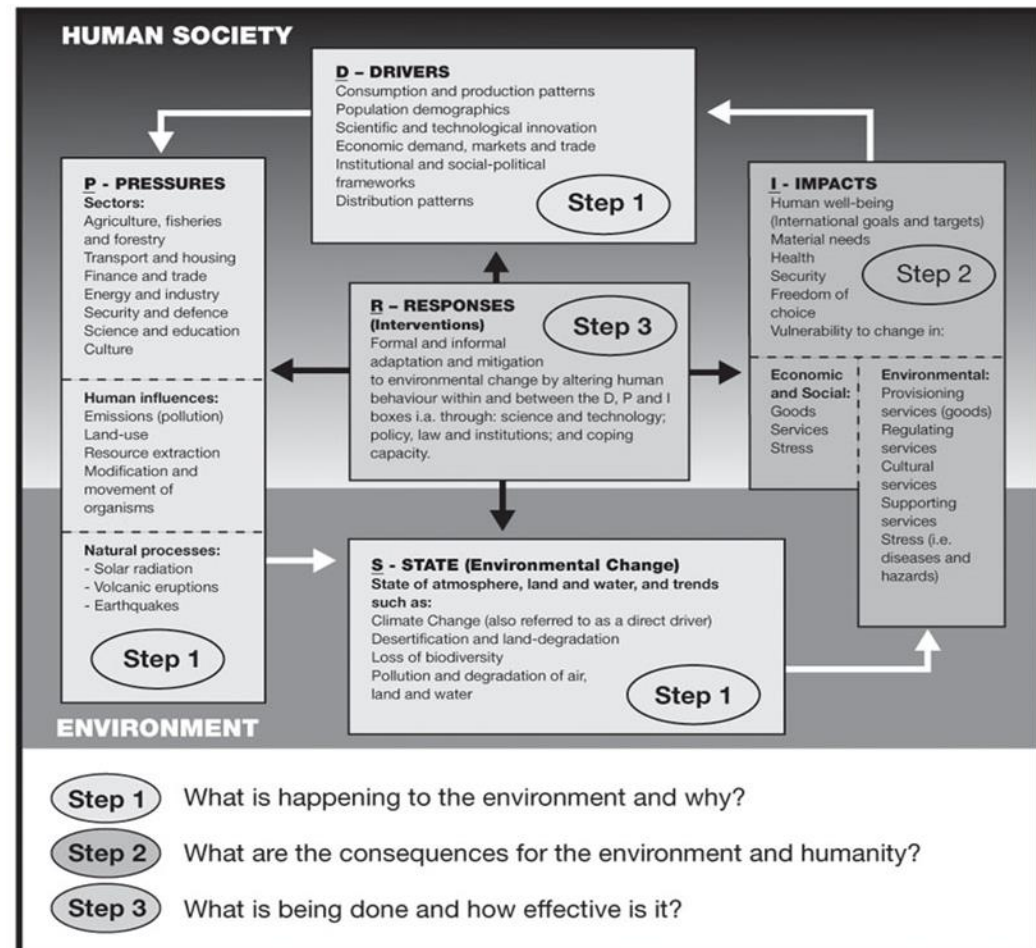 HUMAN SOCIETY
D – DRIVERS
Consumption and production patterns
Population demographics
Scientific and technological innovation
Economic demand, markets and trade
Institutional and social-political
frameworks
Distribution patterns
Step 1
P - PRESSURES
Sectors:
Agriculture, fisheries
and forestry
Transport and housing
Finance and trade
Energy and industry
Security and defence
Science and education
Culture
Human influences:
Emissions (pollution)
Land-use
Resource extraction
Modification and
movement of
organisms
Natural processes:
- Solar radiation
- Volcanic eruptions
- Earthquakes
Step 1
R – RESPONSES
(Interventions)
Step 3
Formal and informal
adaptation and mitigation
to environmental change by altering human
behaviour within and between the D, P and I
boxes i.a. through: science and technology;
policy, law and institutions; and coping
capacity.
I - IMPACTS
Human well-being
(International goals and targets)
Material needs
Health
Security
Freedom of
choice
Vulnerability to change in:
Step 2
Economic
and Social:
Goods
Services
Stress
Environmental:
Provisioning
services (goods)
Regulating
services
Cultural
services
Supporting
services
Stress (i.e.
diseases and
hazards)
S - STATE (Environmental Change)
State of atmosphere, land and water, and trends
such as:
Climate Change (also referred to as a direct driver)
Desertification and land-degradation
Loss of biodiversity
Pollution and degradation of air,
land and water
Step 1
ENVIRONMENT
Step 1 What is happening to the environment and why?
Step 2 What are the consequences for the environment and humanity?
Step 3 What is being done and how effective is it?